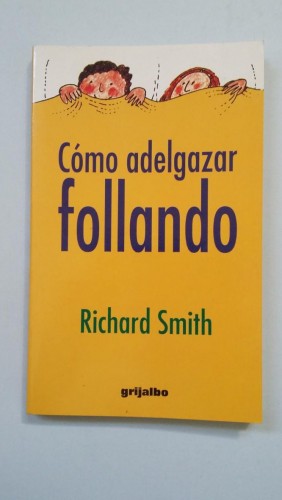 Cómo adelgazar
follando
Richard Smith
grijalbo